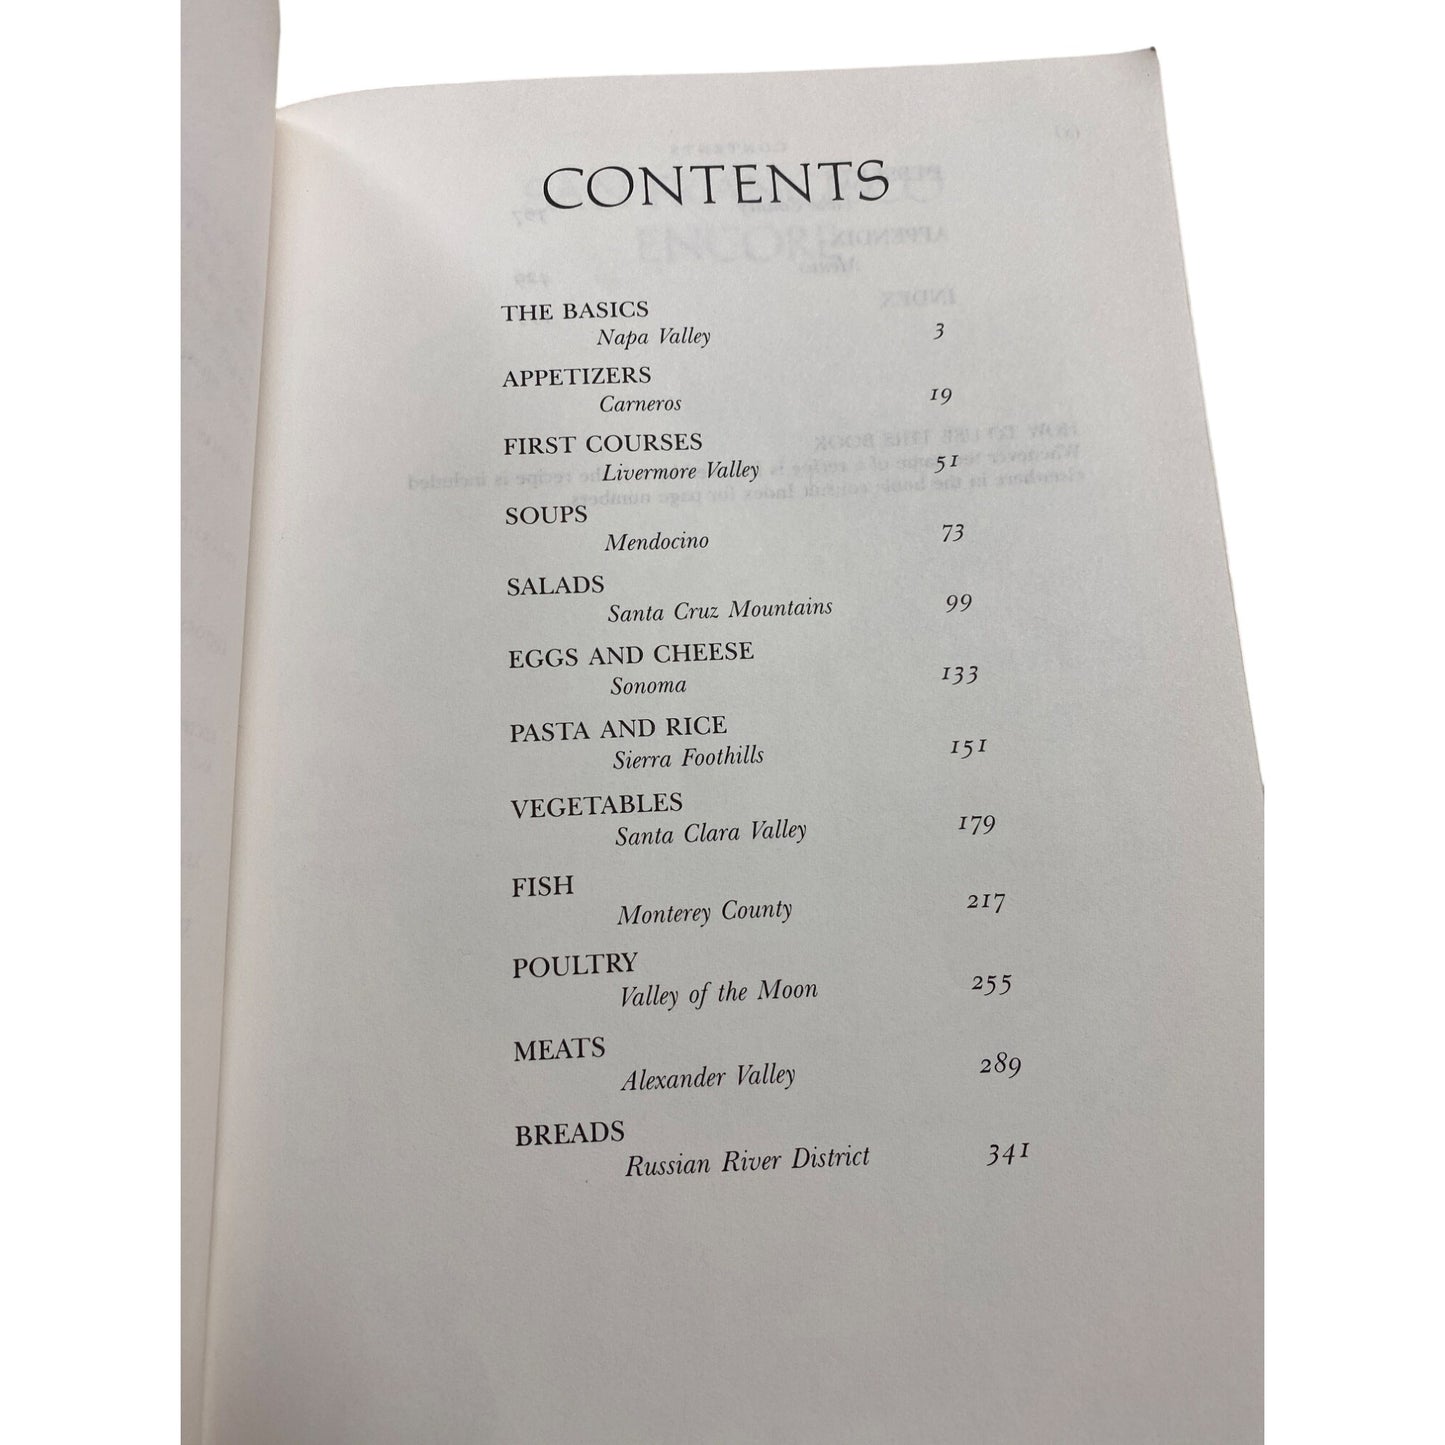 CONTENTS
THE BASICS
Napa Valley 3
APPETIZERS
Carneros 19
FIRST COURSES
Livermore Valley 51
SOUPS
Mendocino 73
SALADS
Santa Cruz Mountains 99
EGGS AND CHEESE
Sonoma 133
PASTA AND RICE
Sierra Foothills 151
VEGETABLES
Santa Clara Valley 179
FISH
Monterey County 217
POULTRY
Valley of the Moon 255
MEATS
Alexander Valley 289
BREADS
Russian River District 341